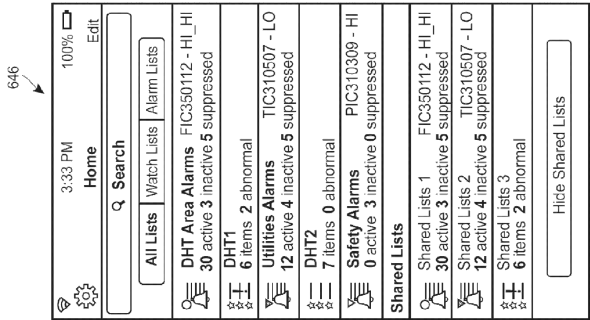 646
3:33 PM 100%
Home Edit
Search
All Lists Watch Lists Alarm Lists
DHT Area Alarms FIC350112 - HI_HI
30 active 3 inactive 5 suppressed
DHT1
6 items 2 abnormal
Utilities Alarms TIC310507 - LO
12 active 4 inactive 5 suppressed
DHT2
7 items 0 abnormal
Safety Alarms PIC310309 - HI
0 active 3 inactive 0 suppressed
Shared Lists
Shared Lists 1 FIC350112 - HI_HI
30 active 3 inactive 5 suppressed
Shared Lists 2 TIC310507 - LO
12 active 4 inactive 5 suppressed
Shared Lists 3
6 items 2 abnormal
Hide Shared Lists